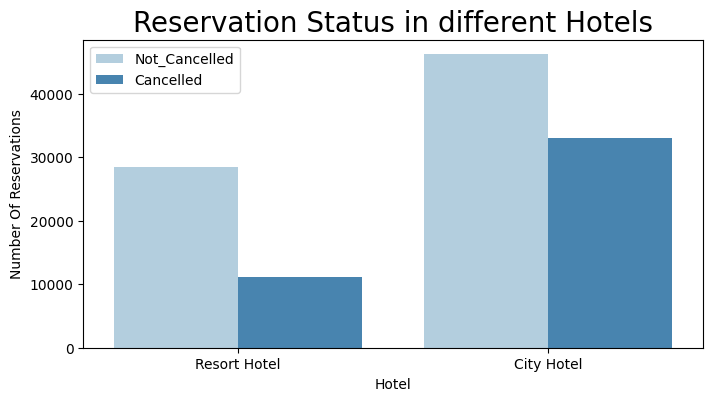 Reservation Status in different Hotels
Not_Cancelled
Cancelled
Number Of Reservations
40000
30000
20000
10000
0
Resort Hotel
City Hotel
Hotel